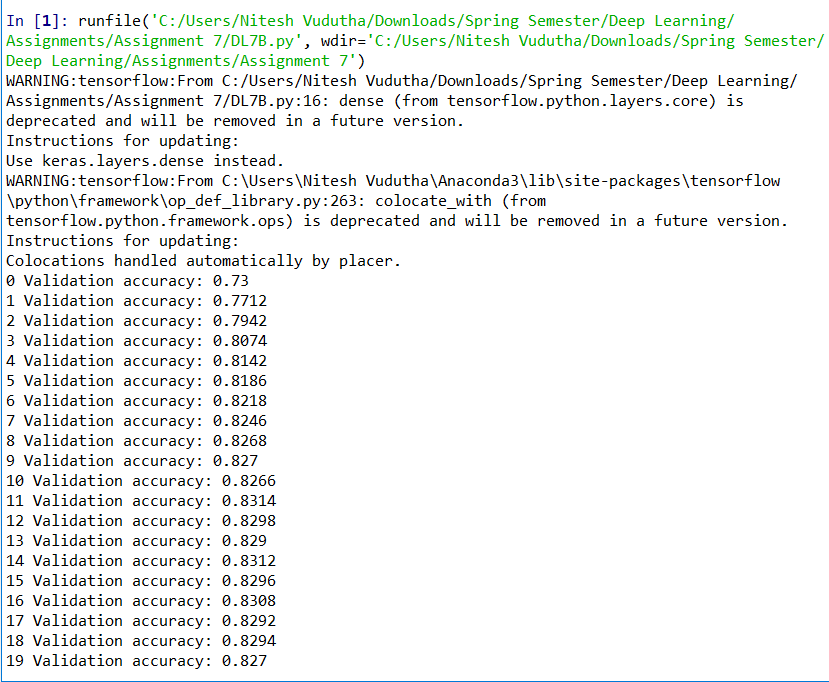 In [1]: runfile('C:/Users/Nitesh Vudutha/Downloads/Spring Semester/Deep Learning/
Assignments/Assignment 7/DL7B.py', wdir='C:/Users/Nitesh Vudutha/Downloads/Spring Semester/
Deep Learning/Assignments/Assignment 7')
WARNING:tensorflow:From C:/Users/Nitesh Vudutha/Downloads/Spring Semester/Deep Learning/
Assignments/Assignment 7/DL7B.py:16: dense (from tensorflow.python.layers.core) is
deprecated and will be removed in a future version.
Instructions for updating:
Use keras.layers.dense instead.
WARNING:tensorflow:From C:\Users\Nitesh Vudutha\Anaconda3\lib\site-packages\tensorflow
\python\framework\op_def_library.py:263: colocate_with (from
tensorflow.python.framework.ops) is deprecated and will be removed in a future version.
Instructions for updating:
Colocations handled automatically by placer.
0 Validation accuracy: 0.73
1 Validation accuracy: 0.7712
2 Validation accuracy: 0.7942
3 Validation accuracy: 0.8074
4 Validation accuracy: 0.8142
5 Validation accuracy: 0.8186
6 Validation accuracy: 0.8218
7 Validation accuracy: 0.8246
8 Validation accuracy: 0.8268
9 Validation accuracy: 0.827
10 Validation accuracy: 0.8266
11 Validation accuracy: 0.8314
12 Validation accuracy: 0.8298
13 Validation accuracy: 0.829
14 Validation accuracy: 0.8312
15 Validation accuracy: 0.8296
16 Validation accuracy: 0.8308
17 Validation accuracy: 0.8292
18 Validation accuracy: 0.8294
19 Validation accuracy: 0.827